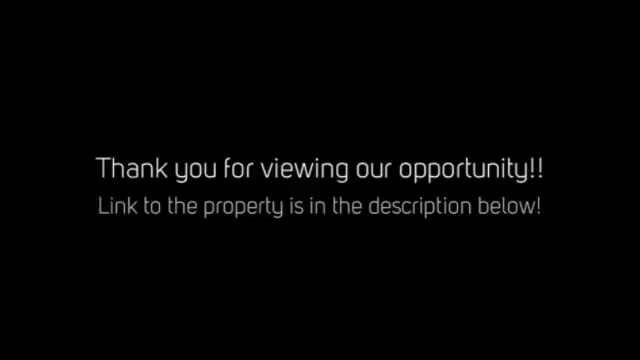 Thank you for viewing our opportunity!!
Link to the property is in the description below!